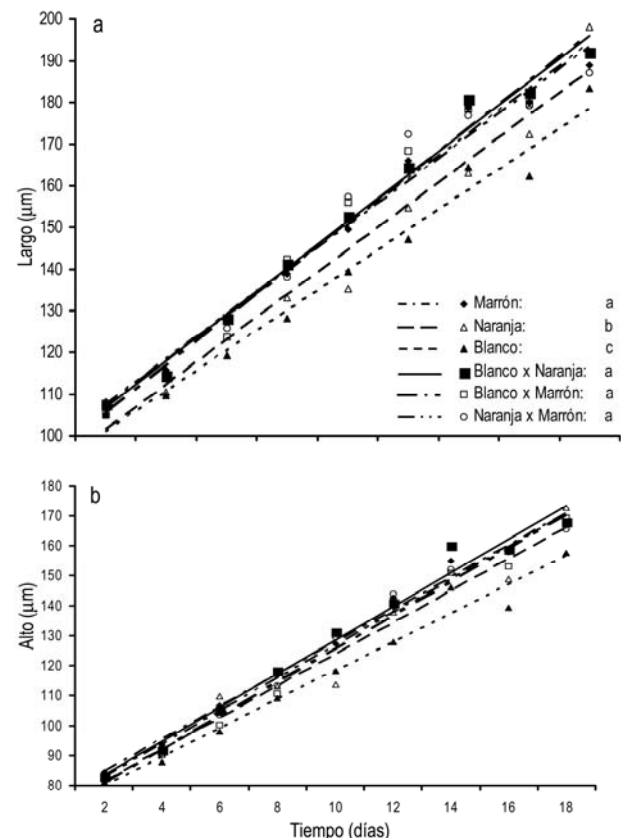 a
200
190
180
170
160
150
140
130
120
110
100
Largo (µm)
Marrón: a
Naranja: b
Blanco: c
Blanco x Naranja: a
Blanco x Marrón: a
Naranja x Marrón: a
b
170
160
150
140
130
120
110
100
90
80
Alto (µm)
2 4 6 8 10 12 14 16 18
Tiempo (días)